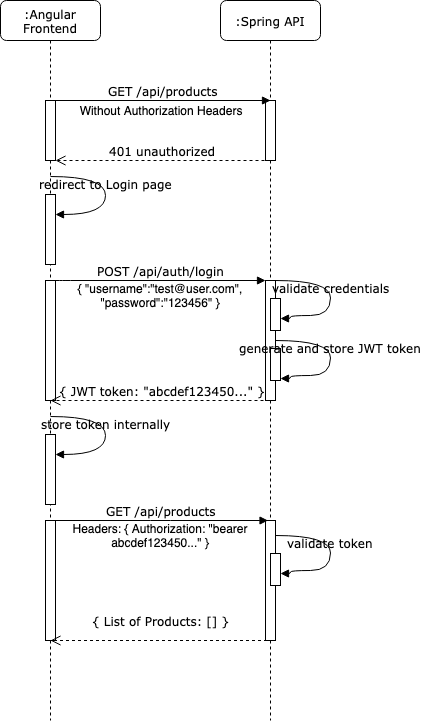 :Angular
Frontend
:Spring API
GET /api/products
Without Authorization Headers
401 unauthorized
redirect to Login page
POST /api/auth/login
{ "username":"test@user.com",
"password":"123456" }
validate credentials
generate and store JWT token
{ JWT token: "abcdef123450..." }
store token internally
GET /api/products
Headers: { Authorization: "bearer
abcdef123450..." }
validate token
{ List of Products: [] }